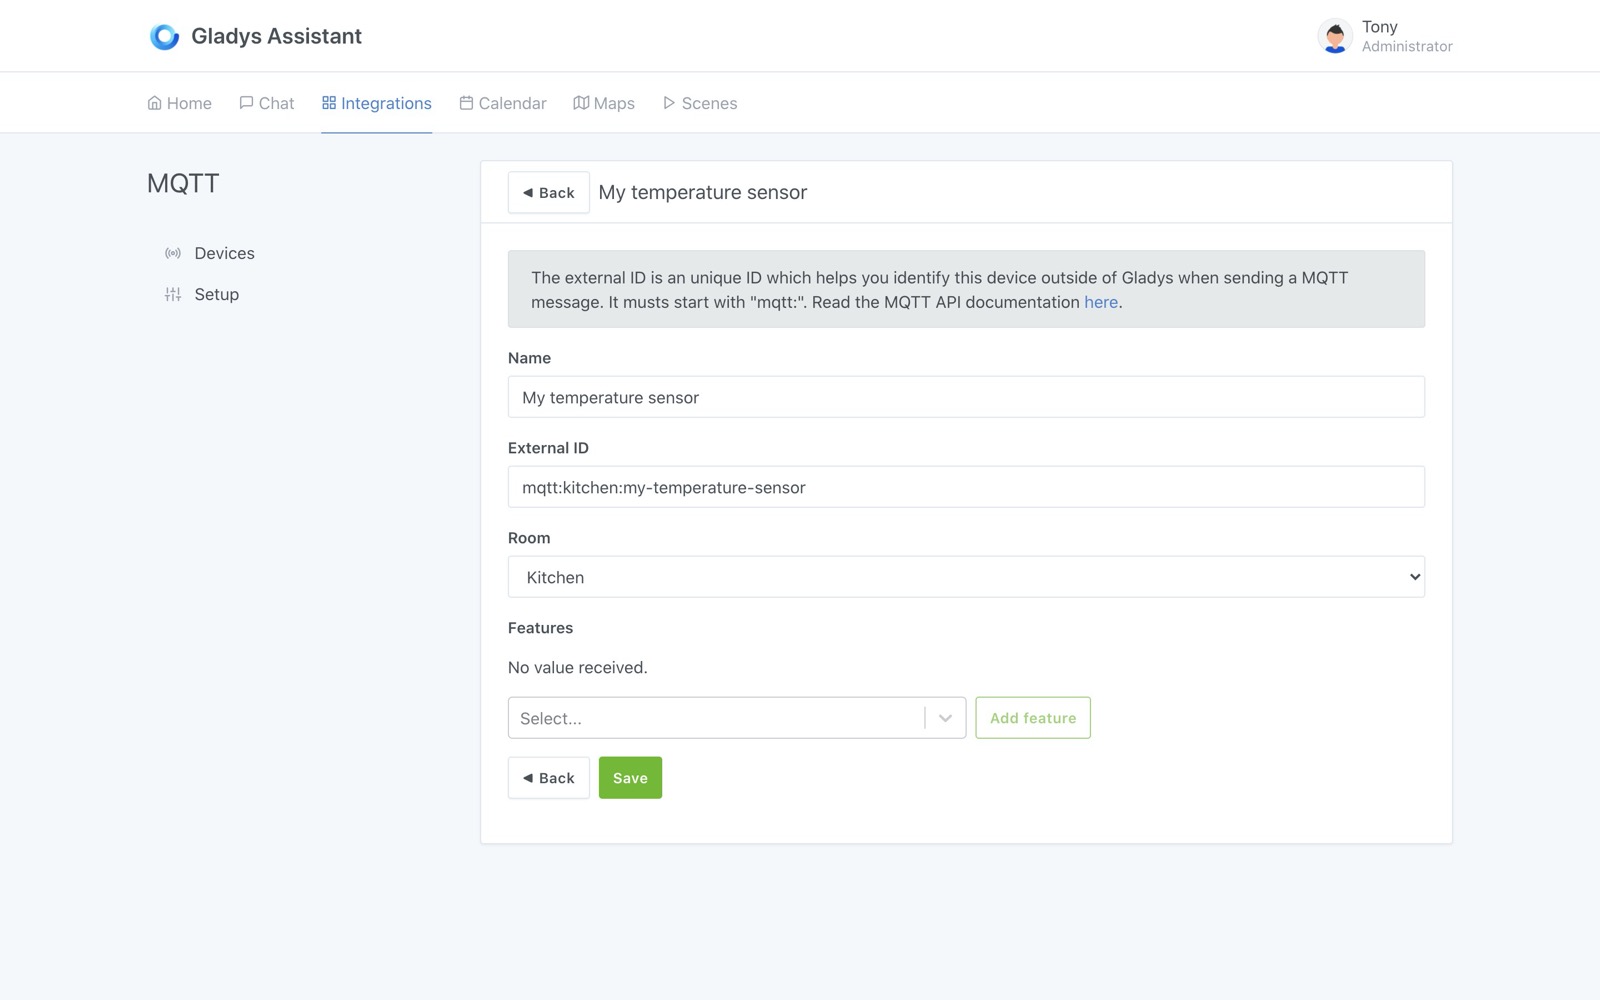 Gladys Assistant
Tony
Administrator
Home
Chat
Integrations
Calendar
Maps
Scenes
MQTT
Devices
Setup
◄ Back
My temperature sensor
The external ID is an unique ID which helps you identify this device outside of Gladys when sending a MQTT
message. It musts start with "mqtt:". Read the MQTT API documentation here.
Name
My temperature sensor
External ID
mqtt:kitchen:my-temperature-sensor
Room
Kitchen
Features
No value received.
Select...
Add feature
◄ Back
Save